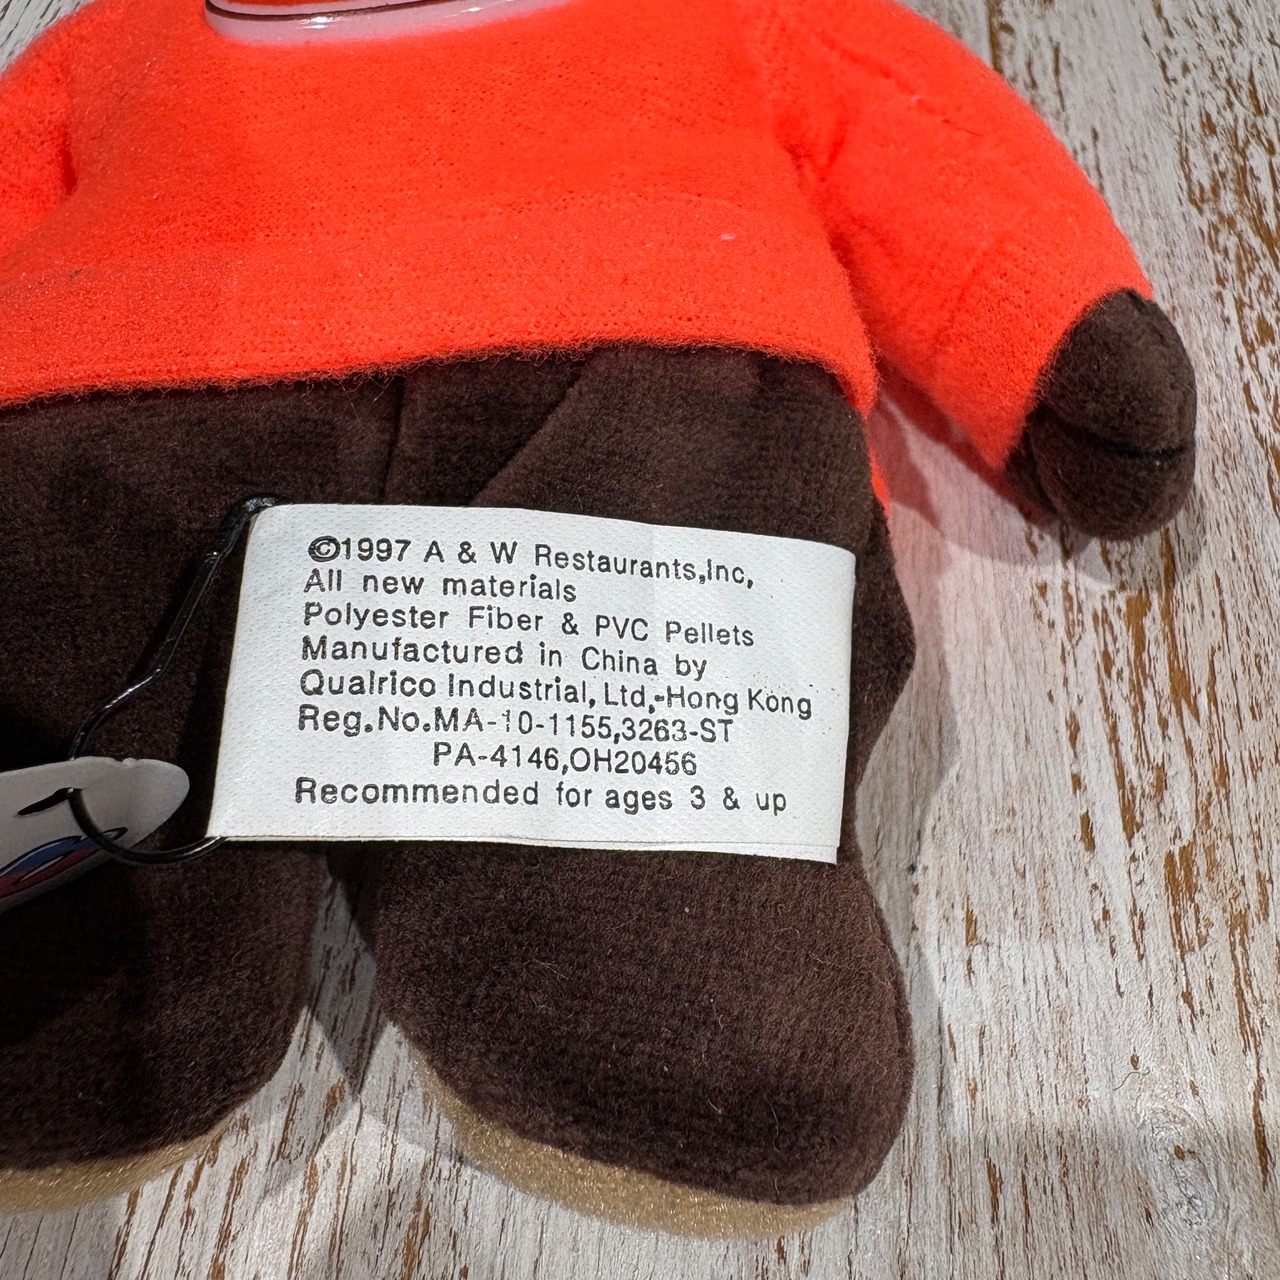 ©1997 A & W Restaurants,Inc,
All new materials
Polyester Fiber & PVC Pellets
Manufactured in China by
Qualrico Industrial, Ltd,-Hong Kong
Reg.No.MA-10-1155,3263-ST
PA-4146,OH20456
Recommended for ages 3 & up